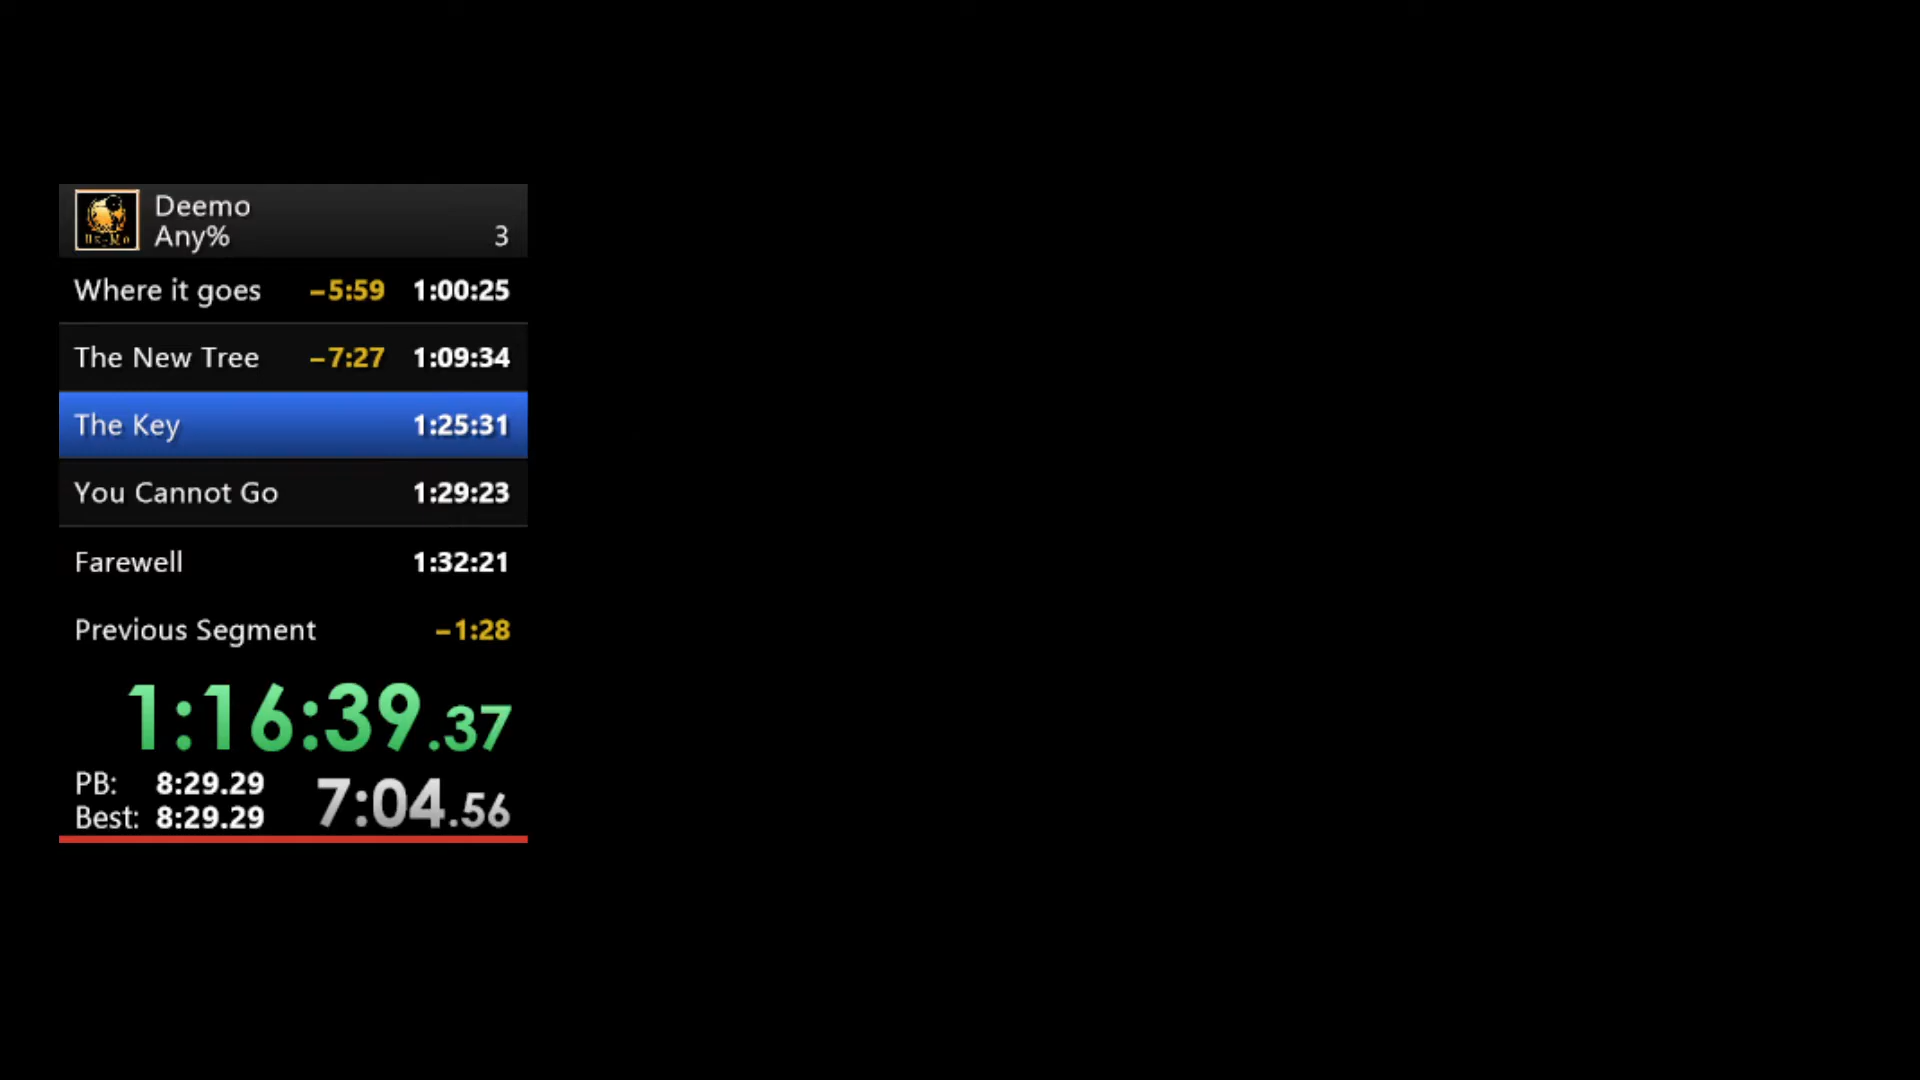 Deemo
Any% 3
Where it goes −5:59 1:00:25
The New Tree −7:27 1:09:34
The Key 1:25:31
You Cannot Go 1:29:23
Farewell 1:32:21
Previous Segment −1:28
1:16:39.37
PB: 8:29.29
Best: 8:29.29
7:04.56